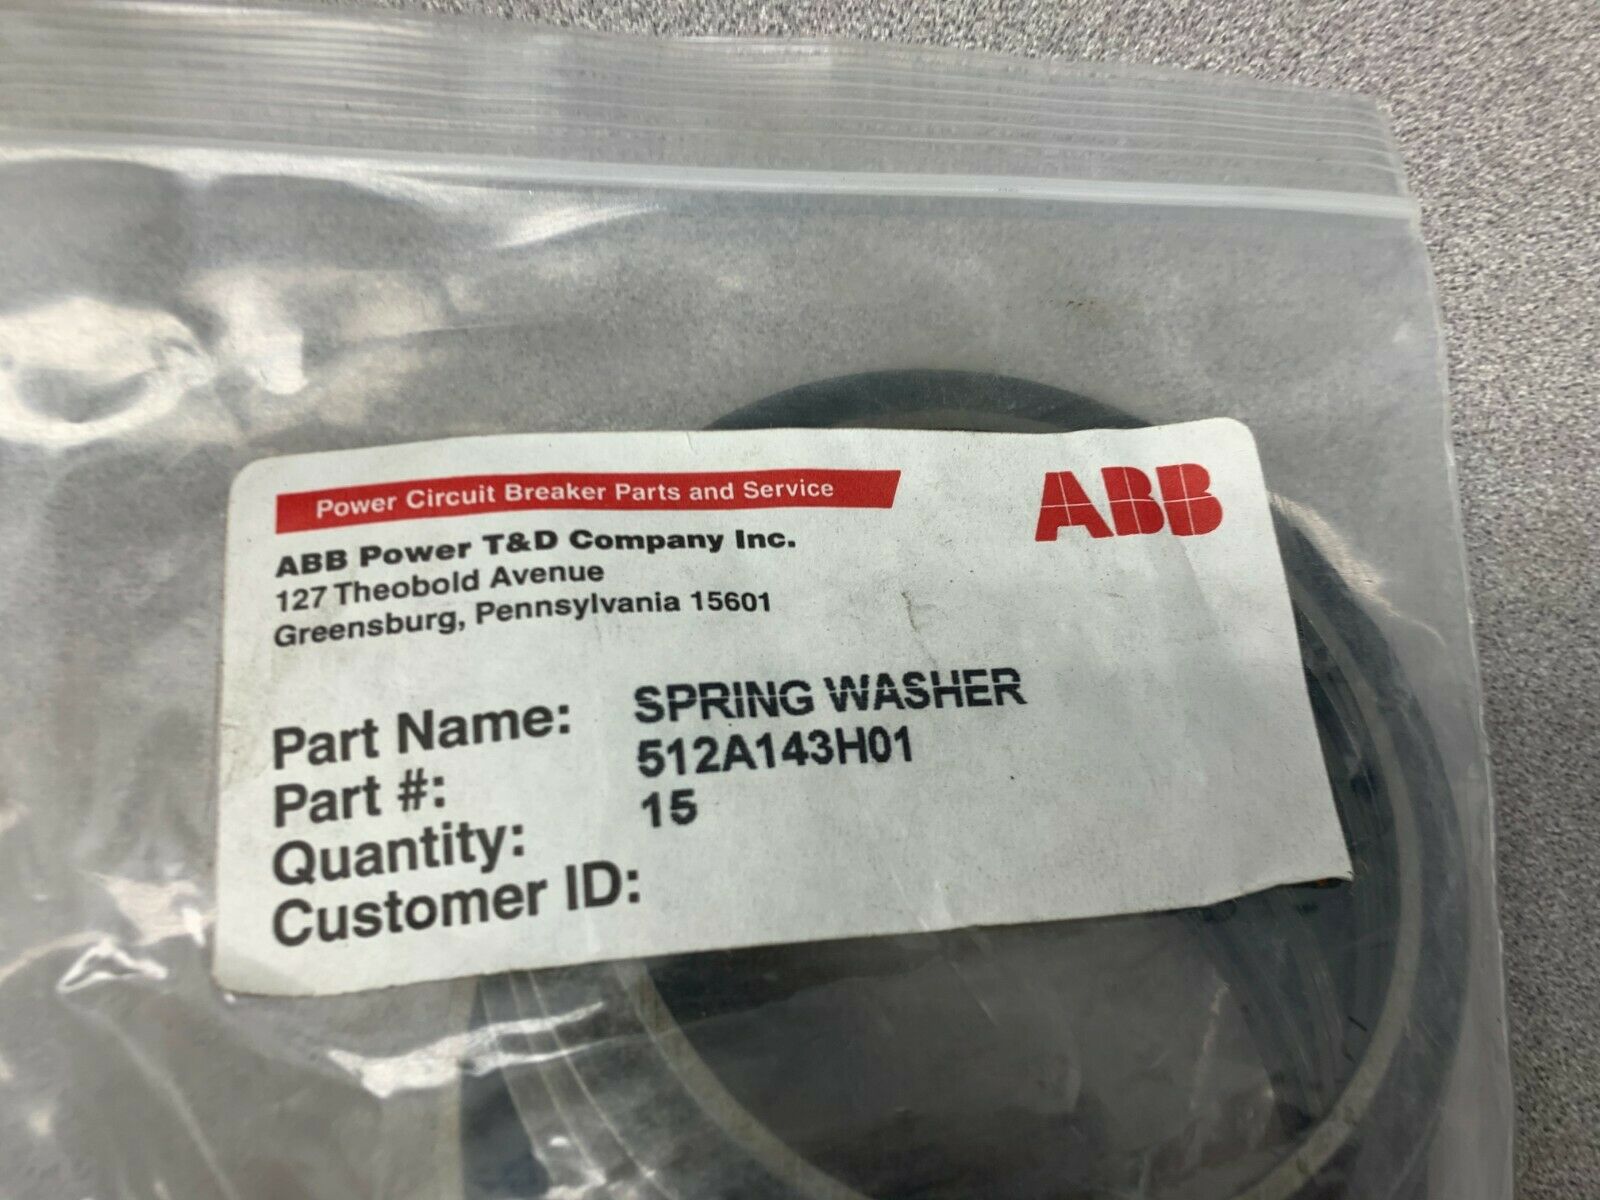 Power Circuit Breaker Parts and Service
ABB
ABB Power T&D Company Inc.
127 Theobold Avenue
Greensburg, Pennsylvania 15601
Part Name: SPRING WASHER
Part #: 512A143H01
Quantity: 15
Customer ID: